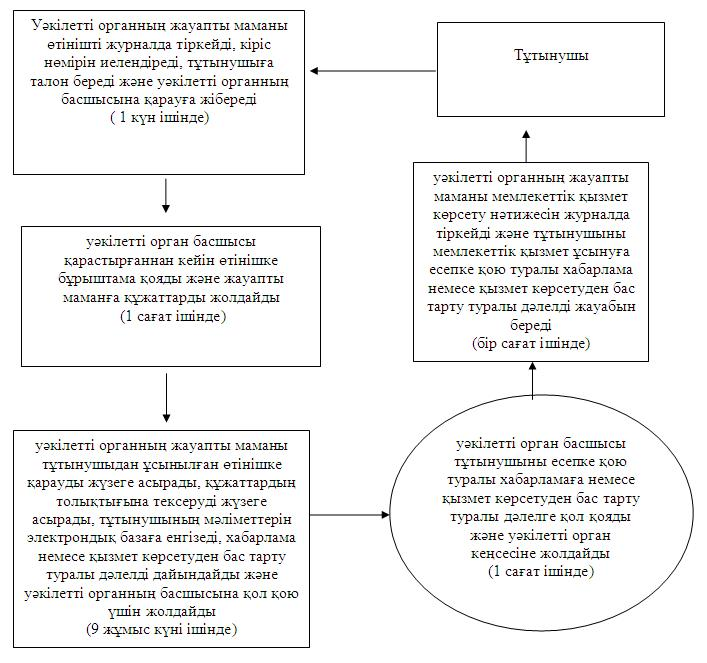 Тұтынушы
Уәкілетті органның жауапты маманы
өтінішті журналда тіркейді, кіріс
нөмірін иелендіреді, тұтынушыға
талон береді және уәкілетті органның
басшысына қарауға жібереді
( 1 күн ішінде)
уәкілетті орган басшысы
қарастырғаннан кейін өтінішке
бұрыштама қояды және жауапты
маманға құжаттарды жолдайды
(1 сағат ішінде)
уәкілетті органның жауапты маманы
тұтынушыдан ұсынылған өтінішке
қарауды жүзеге асырады, құжаттардың
толықтығына тексеруді жүзеге
асырады, тұтынушының мәліметтерін
электрондық базаға енгізеді, хабарлама
немесе қызмет көрсетуден бас тарту
туралы дәлелді дайындайды және
уәкілетті органның басшысына қол қою
үшін жолдайды
(9 жұмыс күні ішінде)
уәкілетті орган басшысы
тұтынушыны есепке қою
туралы хабарламаға немесе
қызмет көрсетуден бас тарту
туралы дәлелге қол қояды
және уәкілетті орган
кеңсесіне жолдайды
(1 сағат ішінде)
уәкілетті органның жауапты
маманы мемлекеттік қызмет
көрсету нәтижесін журналда
тіркейді және тұтынушыны
мемлекеттік қызмет ұсынуға
есепке қою туралы хабарлама
немесе қызмет көрсетуден бас
тарту туралы дәлелді жауабын
береді
(бір сағат ішінде)